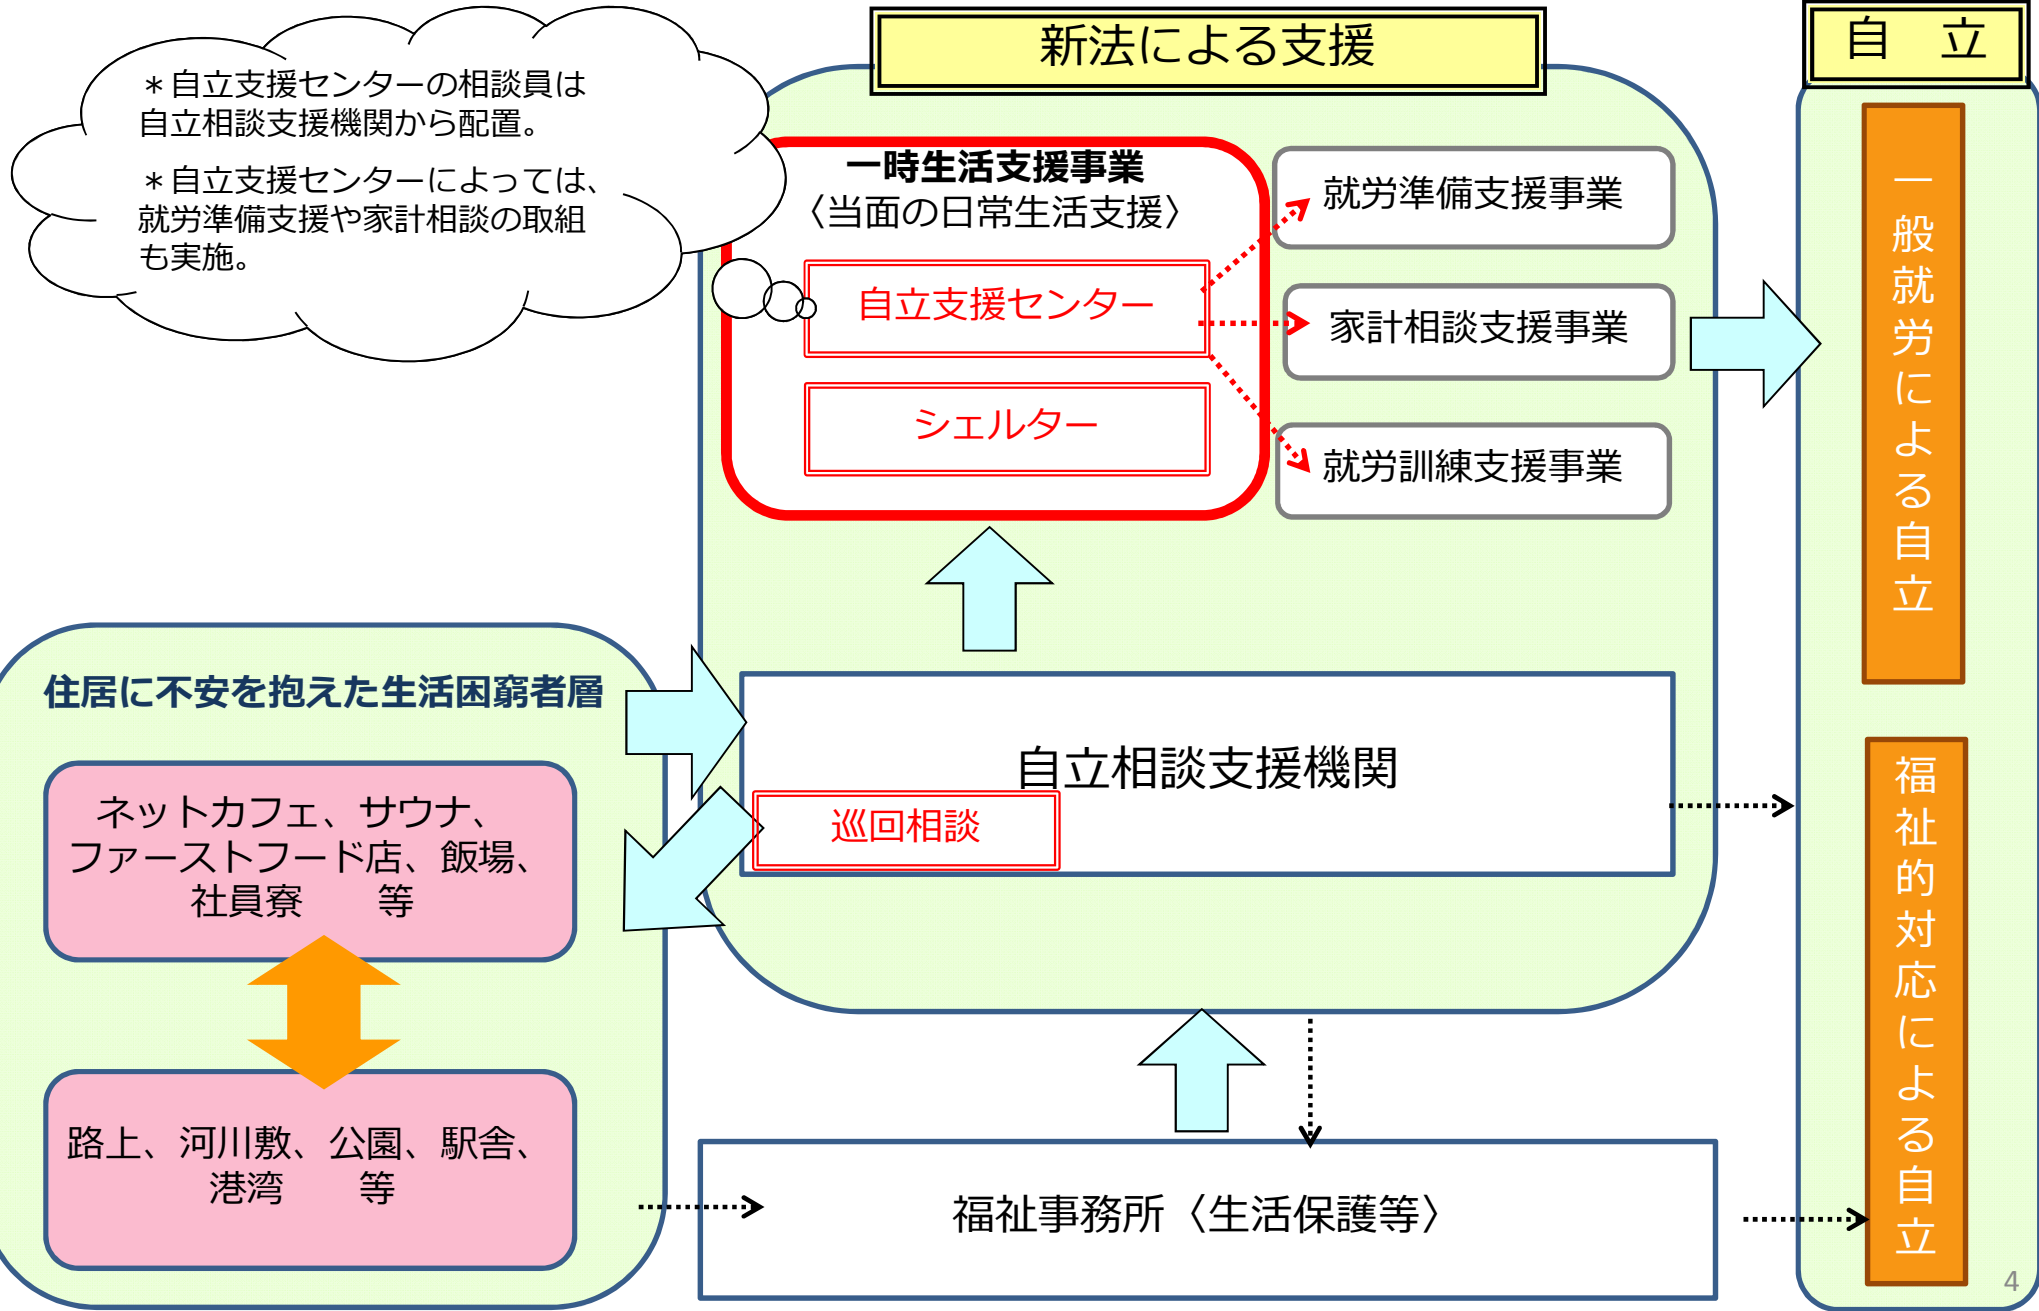 新法による支援
自　立
＊自立支援センターの相談員は
自立相談支援機関から配置。
＊自立支援センターによっては、
就労準備支援や家計相談の取組
も実施。
一時生活支援事業
〈当面の日常生活支援〉
自立支援センター
シェルター
就労準備支援事業
家計相談支援事業
就労訓練支援事業
一般就労による自立
住居に不安を抱えた生活困窮者層
ネットカフェ、サウナ、
ファーストフード店、飯場、
社員寮　　等
路上、河川敷、公園、駅舎、
港湾　　等
自立相談支援機関
巡回相談
福祉事務所〈生活保護等〉
福祉的対応による自立
4